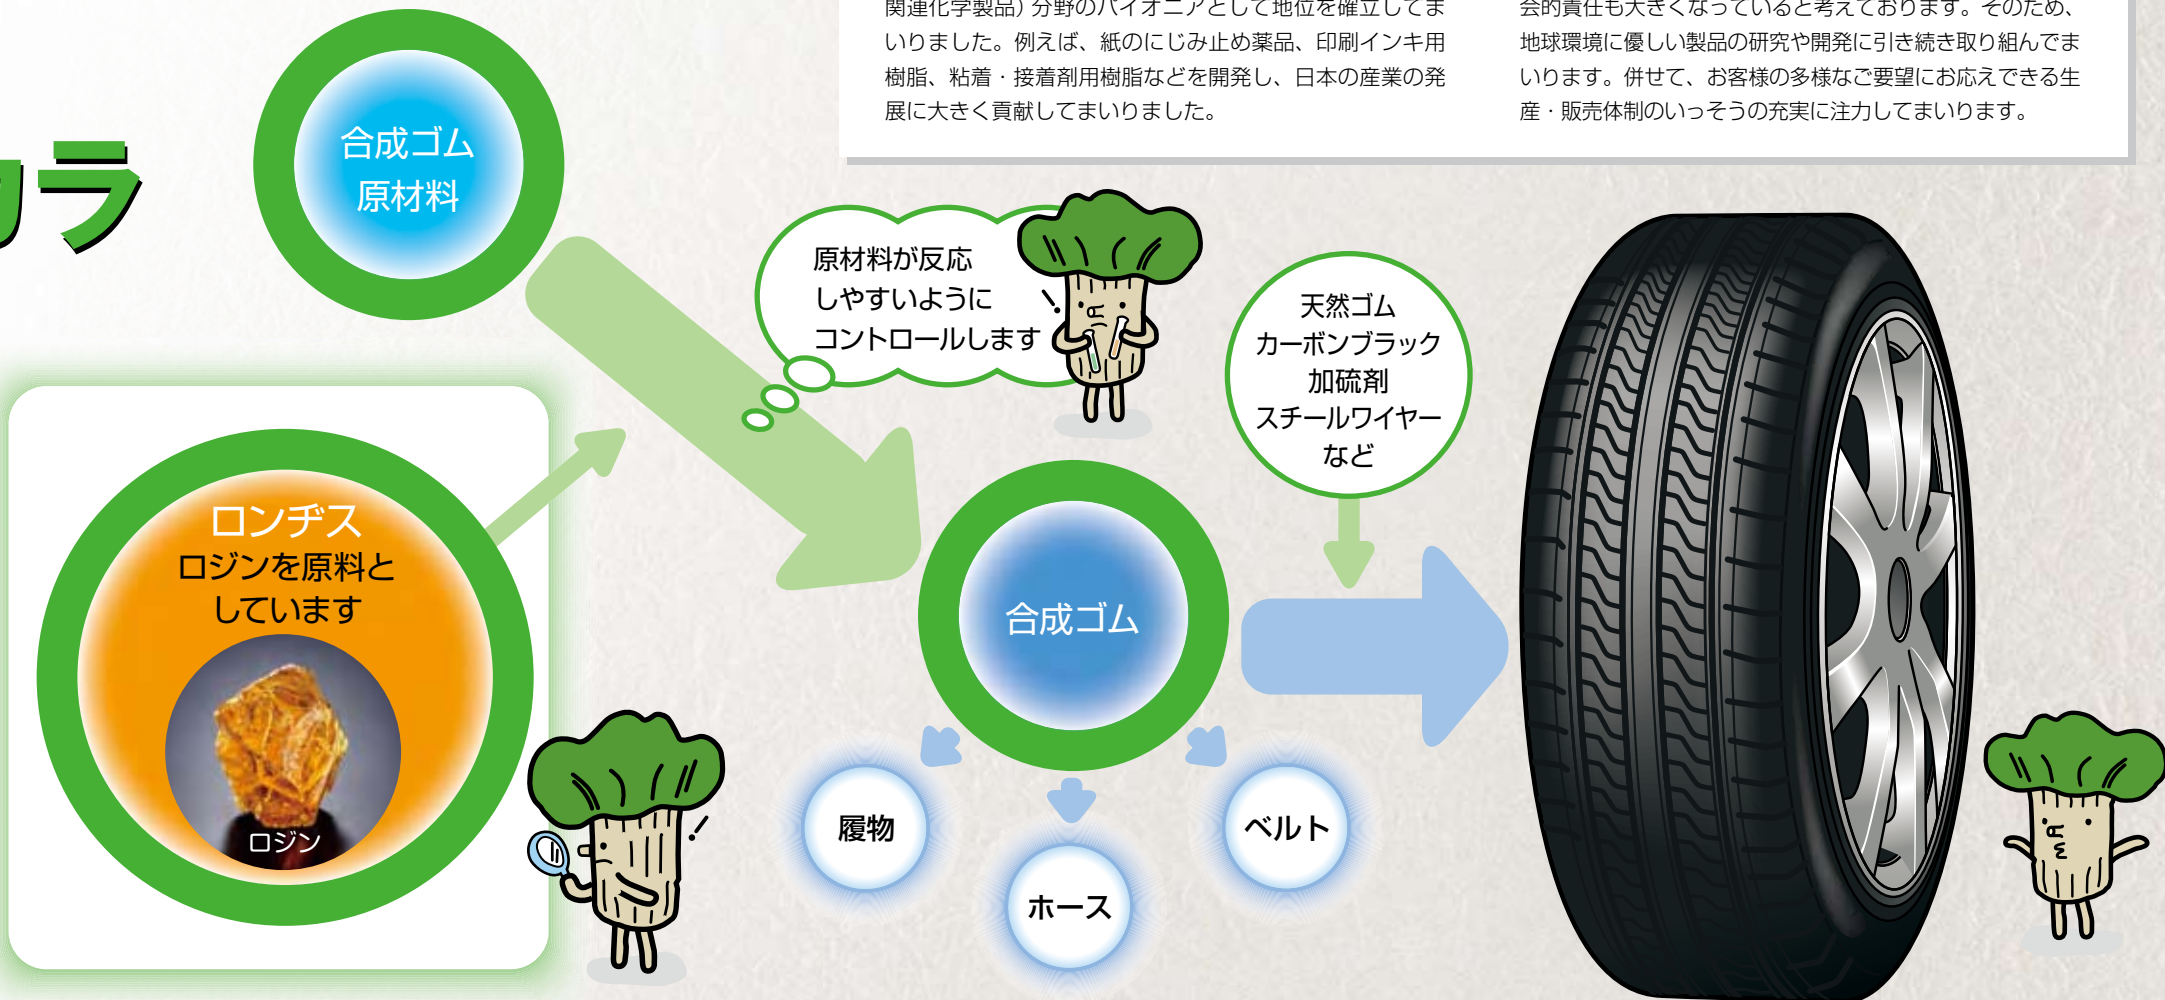 関連化学製品）分野のパイオニアとして地位を確立してま
いりました。例えば、紙のにじみ止め薬品、印刷インキ用
樹脂、粘着・接着剤用樹脂などを開発し、日本の産業の発
展に大きく貢献してまいりました。
会的責任も大きくなっていると考えております。そのため、
地球環境に優しい製品の研究や開発に引き続き取り組んでま
いります。併せて、お客様の多様なご要望にお応えできる生
産・販売体制のいっそうの充実に注力してまいります。
カラ
合成ゴム
原材料
原材料が反応
しやすいように
コントロールします
天然ゴム
カーボンブラック
加硫剤
スチールワイヤー
など
ロンヂス
ロジンを原料と
しています
ロジン
合成ゴム
履物
ホース
ベルト